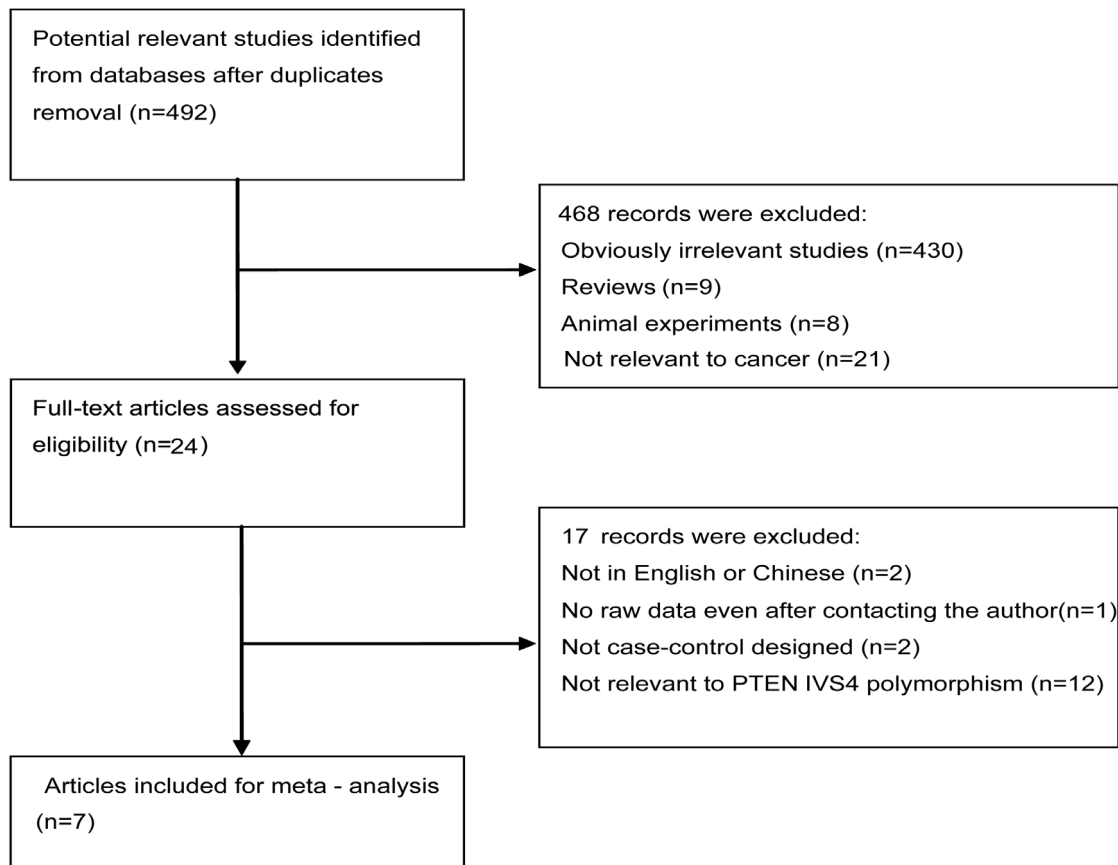 Potential relevant studies identified
from databases after duplicates
removal (n=492)
468 records were excluded:
Obviously irrelevant studies (n=430)
Reviews (n=9)
Animal experiments (n=8)
Not relevant to cancer (n=21)
Full-text articles assessed for
eligibility (n=24)
17 records were excluded:
Not in English or Chinese (n=2)
No raw data even after contacting the author(n=1)
Not case-control designed (n=2)
Not relevant to PTEN IVS4 polymorphism (n=12)
Articles included for meta - analysis
(n=7)